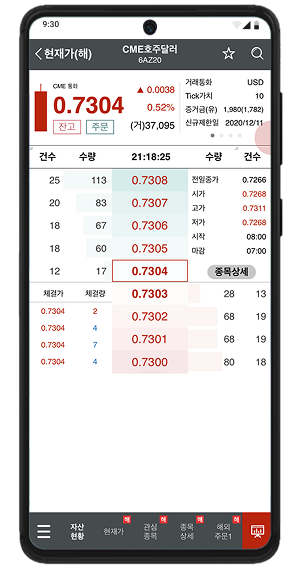 9:30
현재가(해)
CME호주달러
6AZ20
CME 통화
0.7304
▲ 0.0038
0.52%
잔고
주문
(거)37,095
거래통화 USD
Tick가치 10
증거금(유) 1,980(1,782)
신규제한일 2020/12/11
건수 수량 21:18:25 수량 건수
25 113 0.7308 전일종가 0.7266
시가 0.7268
20 83 0.7307 고가 0.7311
18 67 0.7306 저가 0.7268
시작 08:00
18 60 0.7305 마감 07:00
12 17 0.7304 종목상세
체결가 체결량 0.7303 28 13
0.7304 2 0.7302 68 19
0.7304 4
0.7304 7 0.7301 68 19
0.7304 4 0.7300 80 18
자산
현황
해
현재가
해
관심
종목
해
종목
상세
해
해외
주문1